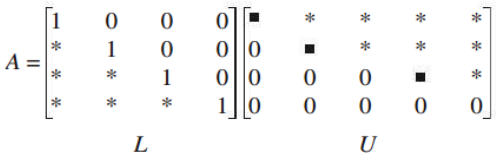 1 0 0 0 ■ * * * *
* 1 0 0 0 ■ * * *
A =
* * 1 0 0 0 0 ■ *
* * * 1 0 0 0 0 0
L U